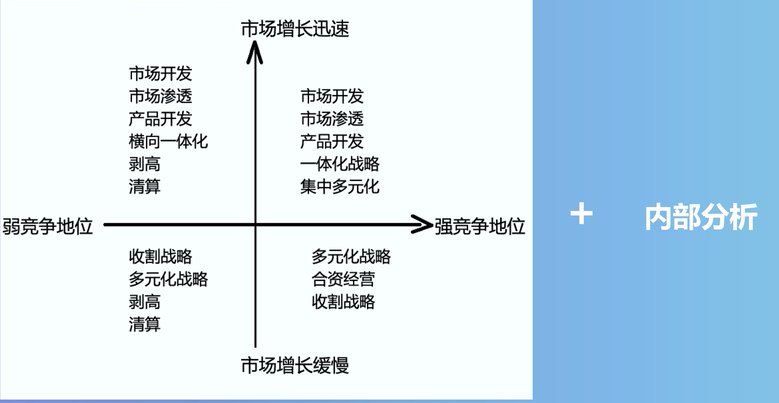 市场增长迅速
市场开发
市场渗透
产品开发
横向一体化
剥高
清算
市场开发
市场渗透
产品开发
一体化战略
集中多元化
弱竞争地位
强竞争地位
收割战略
多元化战略
剥高
清算
多元化战略
合资经营
收割战略
市场增长缓慢
+
内部分析